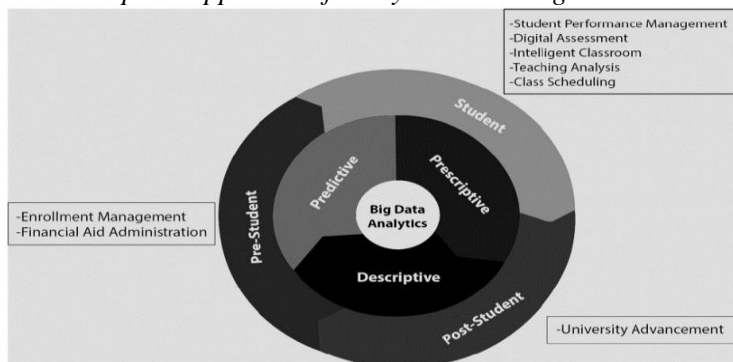 -Student Performance Management
-Digital Assessment
-Intelligent Classroom
-Teaching Analysis
-Class Scheduling
Student
Predictive
Prescriptive
Big Data
Analytics
-Enrollment Management
-Financial Aid Administration
Pre-Student
Descriptive
Post-Student
-University Advancement